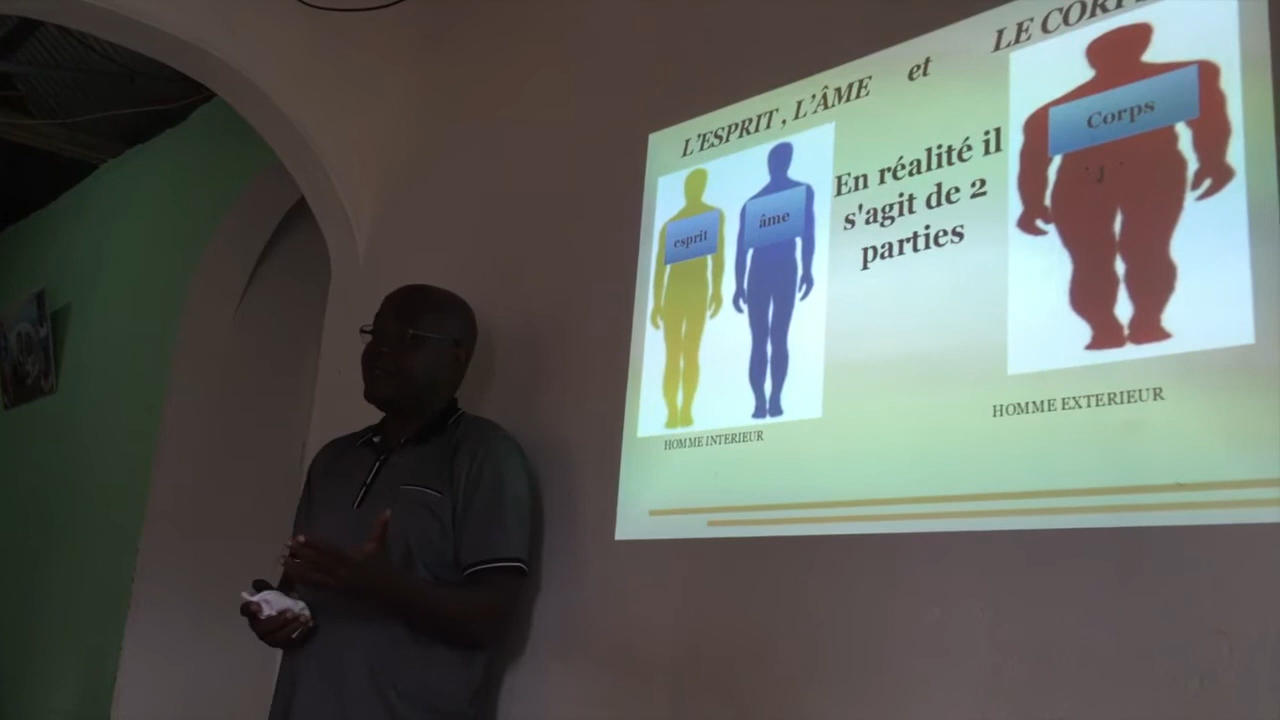 L'ESPRIT , L'ÂME et LE CORPS
esprit
âme
En réalité il
s'agit de 2
parties
Corps
HOMME INTERIEUR
HOMME EXTERIEUR